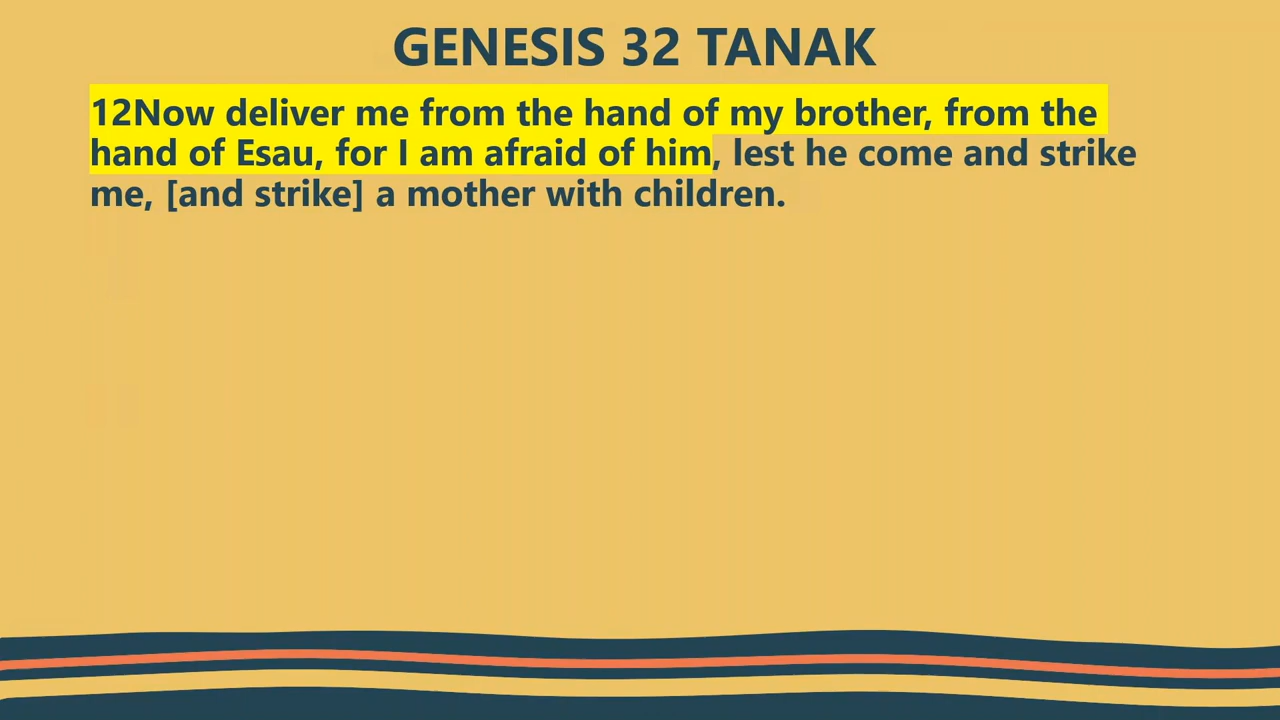 GENESIS 32 TANAK
12Now deliver me from the hand of my brother, from the
hand of Esau, for I am afraid of him, lest he come and strike
me, [and strike] a mother with children.